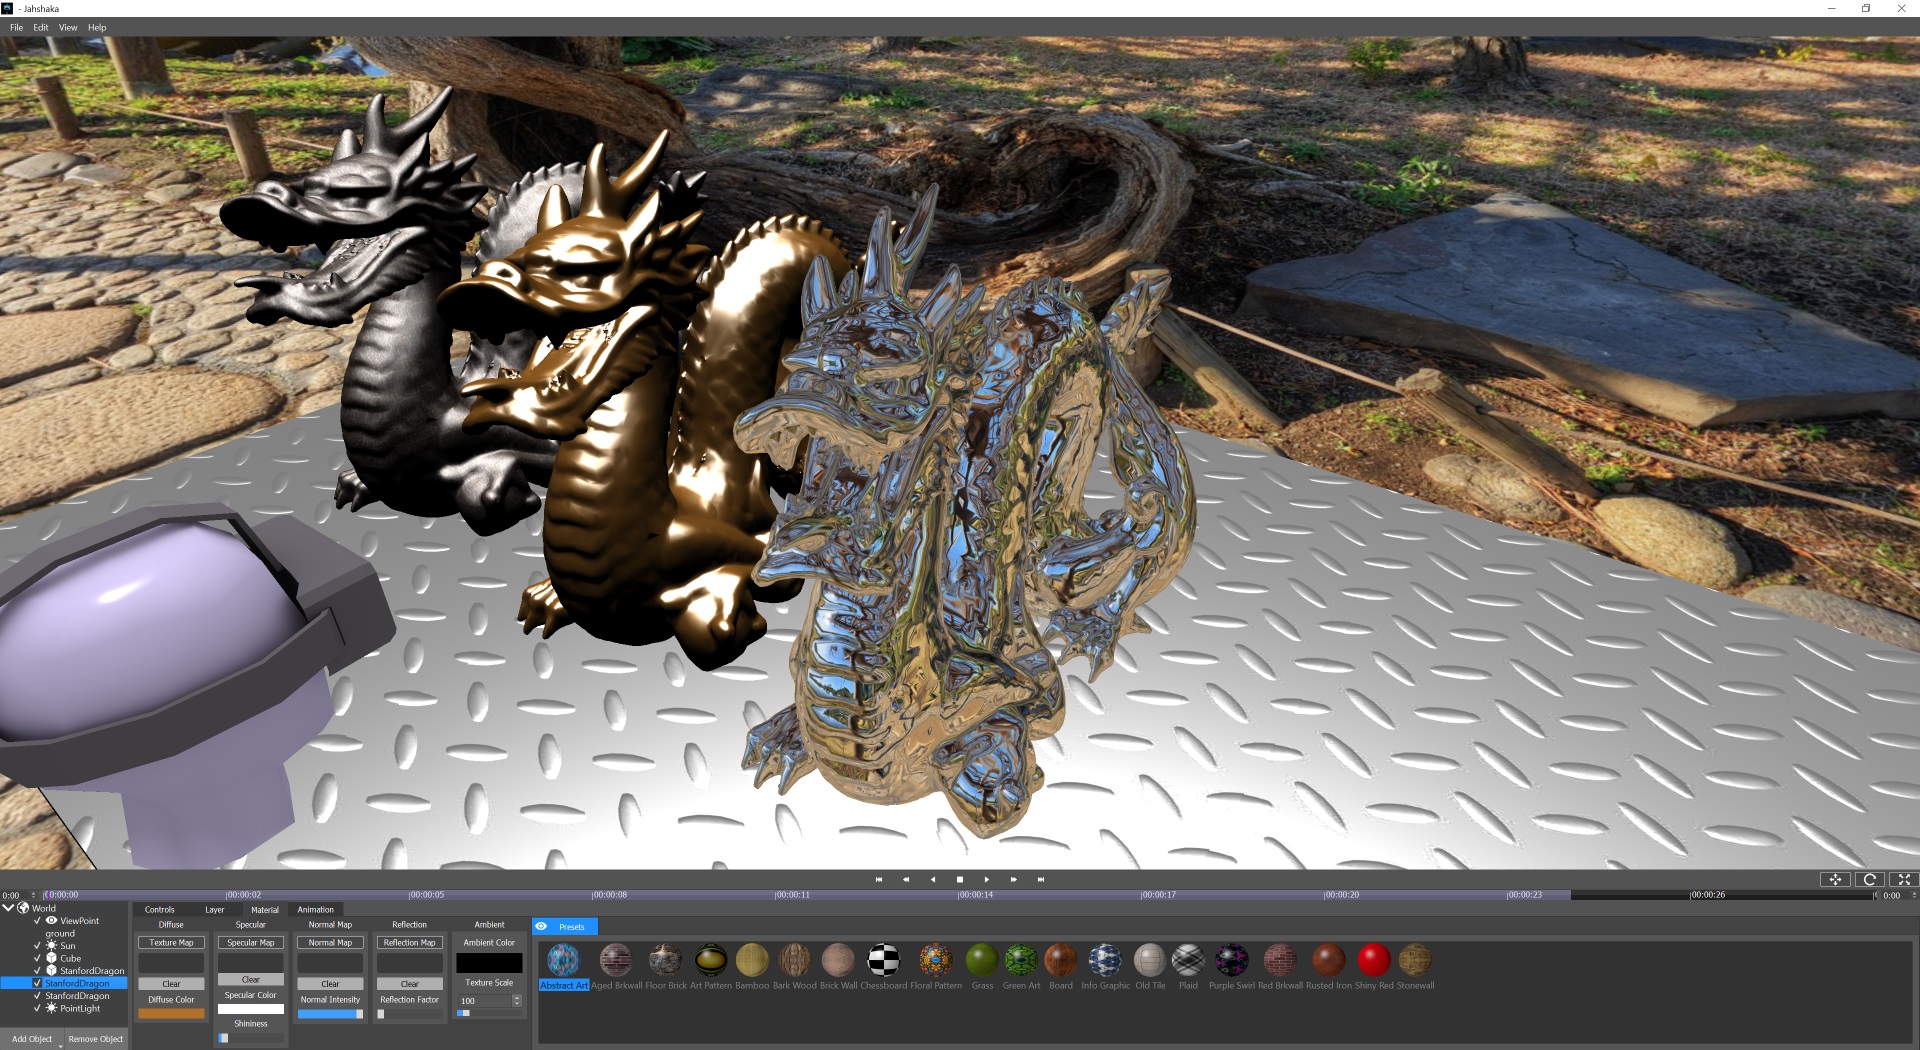 - Jahshaka
File Edit View Help
0:00 00:00:00 00:00:02 00:00:05 00:00:08 00:00:11 00:00:14 00:00:17 00:00:20 00:00:23 00:00:26 0:00
World
ViewPoint
ground
Sun
Cube
StanfordDragon
StanfordDragon
StanfordDragon
PointLight
Add Object Remove Object
Controls Layer Material Animation
Diffuse Specular Normal Map Reflection Ambient
Texture Map Specular Map Normal Map Reflection Map Ambient Color
Clear Clear Clear Clear Texture Scale
Diffuse Color Specular Color Normal Intensity Reflection Factor 100
Shininess
Presets
Abstract Art Aged Brkwall Floor Brick Art Pattern Bamboo Bark Wood Brick Wall Chessboard Floral Pattern Grass Green Art Board Info Graphic Old Tile Plaid Purple Swirl Red Brkwall Rusted Iron Shiny Red Stonewall